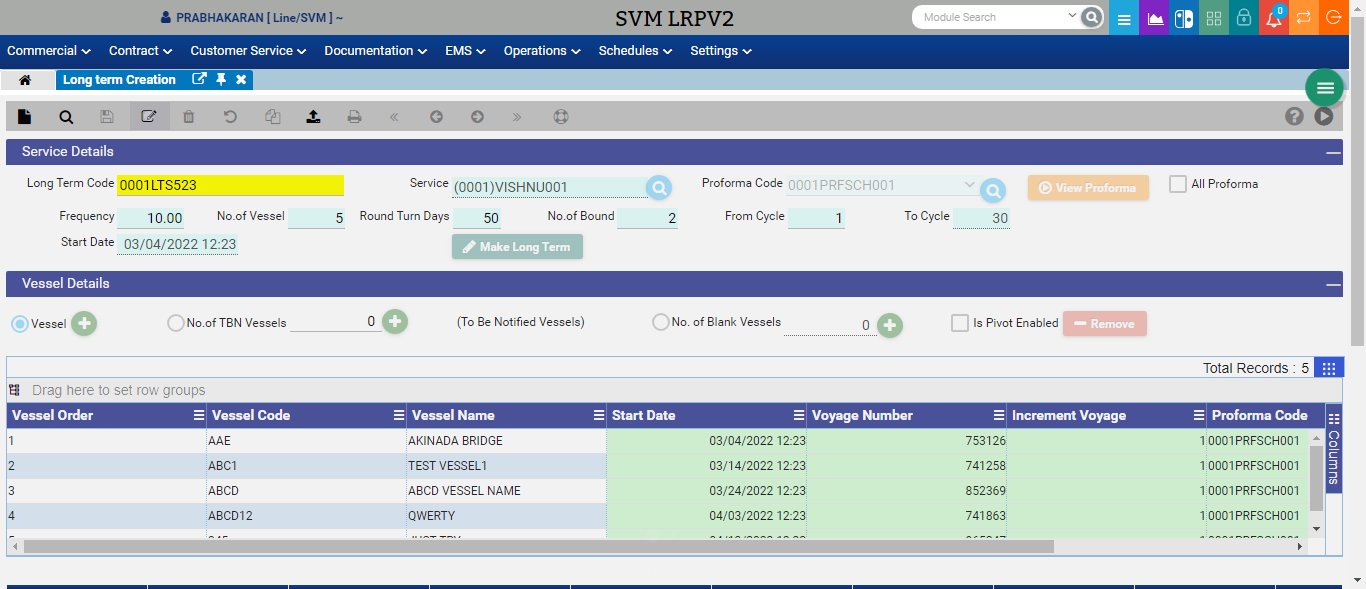 PRABHAKARAN [ Line/SVM ] ~
SVM LRPV2
Module Search
0
Commercial Contract Customer Service Documentation EMS Operations Schedules Settings
Long term Creation
Service Details
Long Term Code 0001LTS523 Service (0001)VISHNU001 Proforma Code 0001PRFSCH001 View Proforma All Proforma
Frequency 10.00 No.of Vessel 5 Round Turn Days 50 No.of Bound 2 From Cycle 1 To Cycle 30
Start Date 03/04/2022 12:23 Make Long Term
Vessel Details
Vessel No.of TBN Vessels 0 (To Be Notified Vessels) No. of Blank Vessels 0 Is Pivot Enabled Remove
Total Records : 5
Drag here to set row groups
Vessel Order Vessel Code Vessel Name Start Date Voyage Number Increment Voyage Proforma Code
1 AAE AKINADA BRIDGE 03/04/2022 12:23 753126 1 0001PRFSCH001
2 ABC1 TEST VESSEL1 03/14/2022 12:23 741258 1 0001PRFSCH001
3 ABCD ABCD VESSEL NAME 03/24/2022 12:23 852369 1 0001PRFSCH001
4 ABCD12 QWERTY 04/03/2022 12:23 741863 1 0001PRFSCH001
Columns